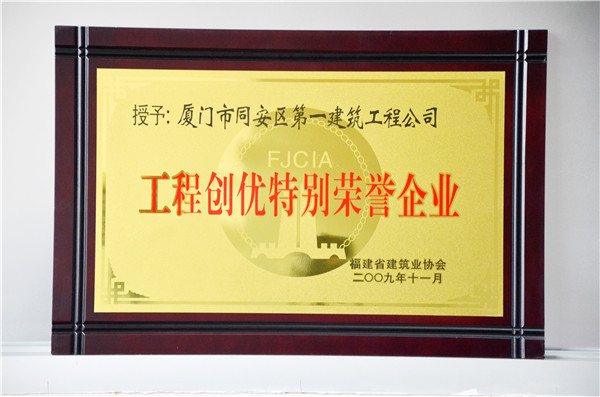 授予：厦门市同安区第一建筑工程公司
FJCIA
工程创优特别荣誉企业
福建省建筑业协会
二〇〇九年十一月